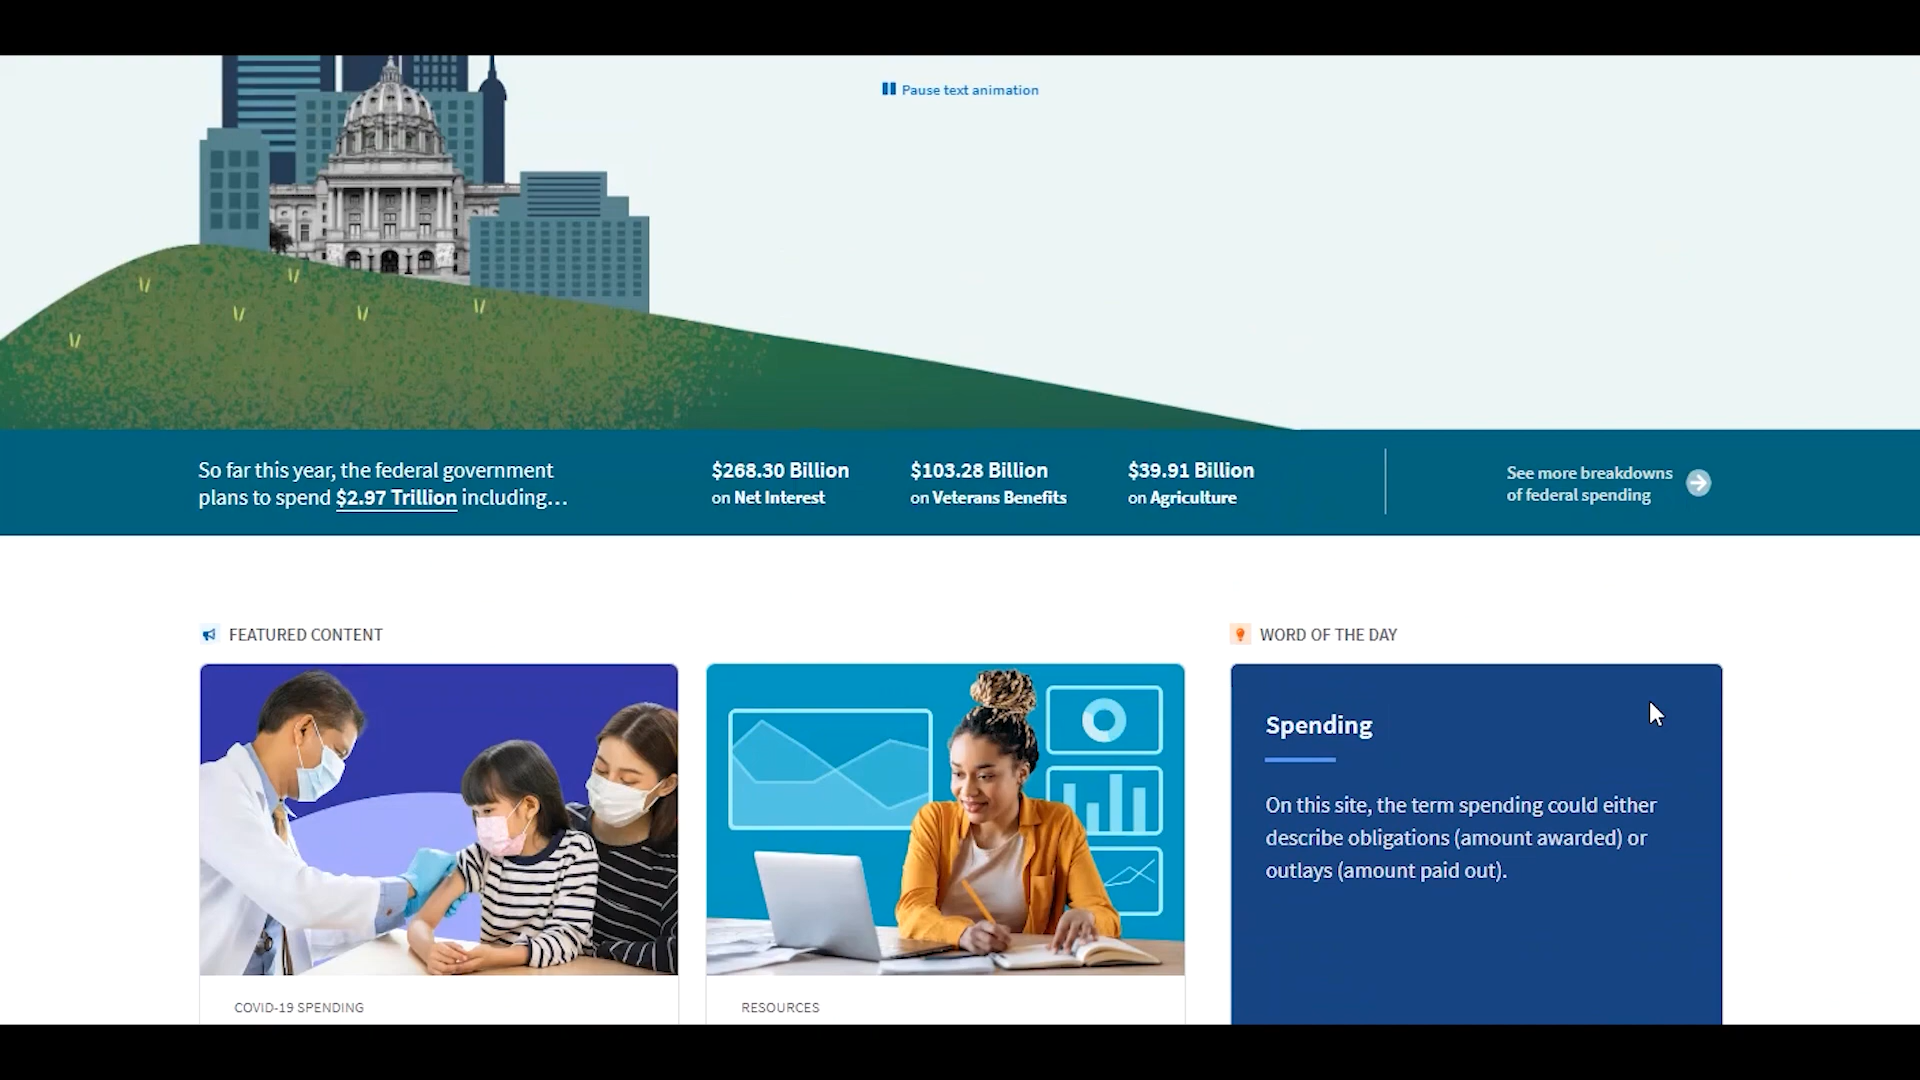 Pause text animation
So far this year, the federal government
plans to spend $2.97 Trillion including...
$268.30 Billion
on Net Interest
$103.28 Billion
on Veterans Benefits
$39.91 Billion
on Agriculture
See more breakdowns
of federal spending
FEATURED CONTENT
COVID-19 SPENDING
RESOURCES
WORD OF THE DAY
Spending
On this site, the term spending could either
describe obligations (amount awarded) or
outlays (amount paid out).